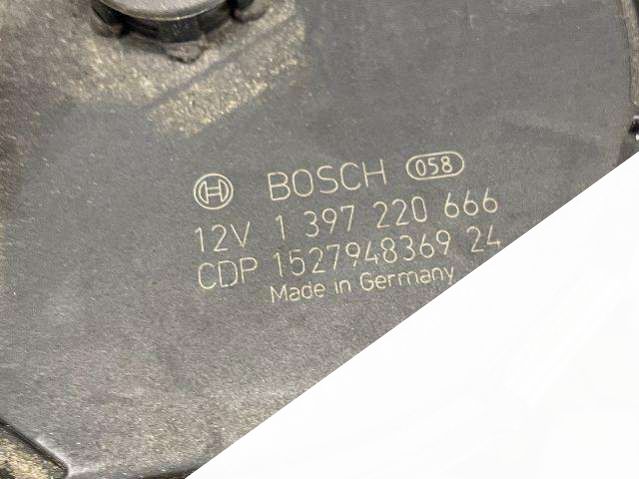 BOSCH 058
12V 1 397 220 666
CDP 1527948369 24
Made in Germany